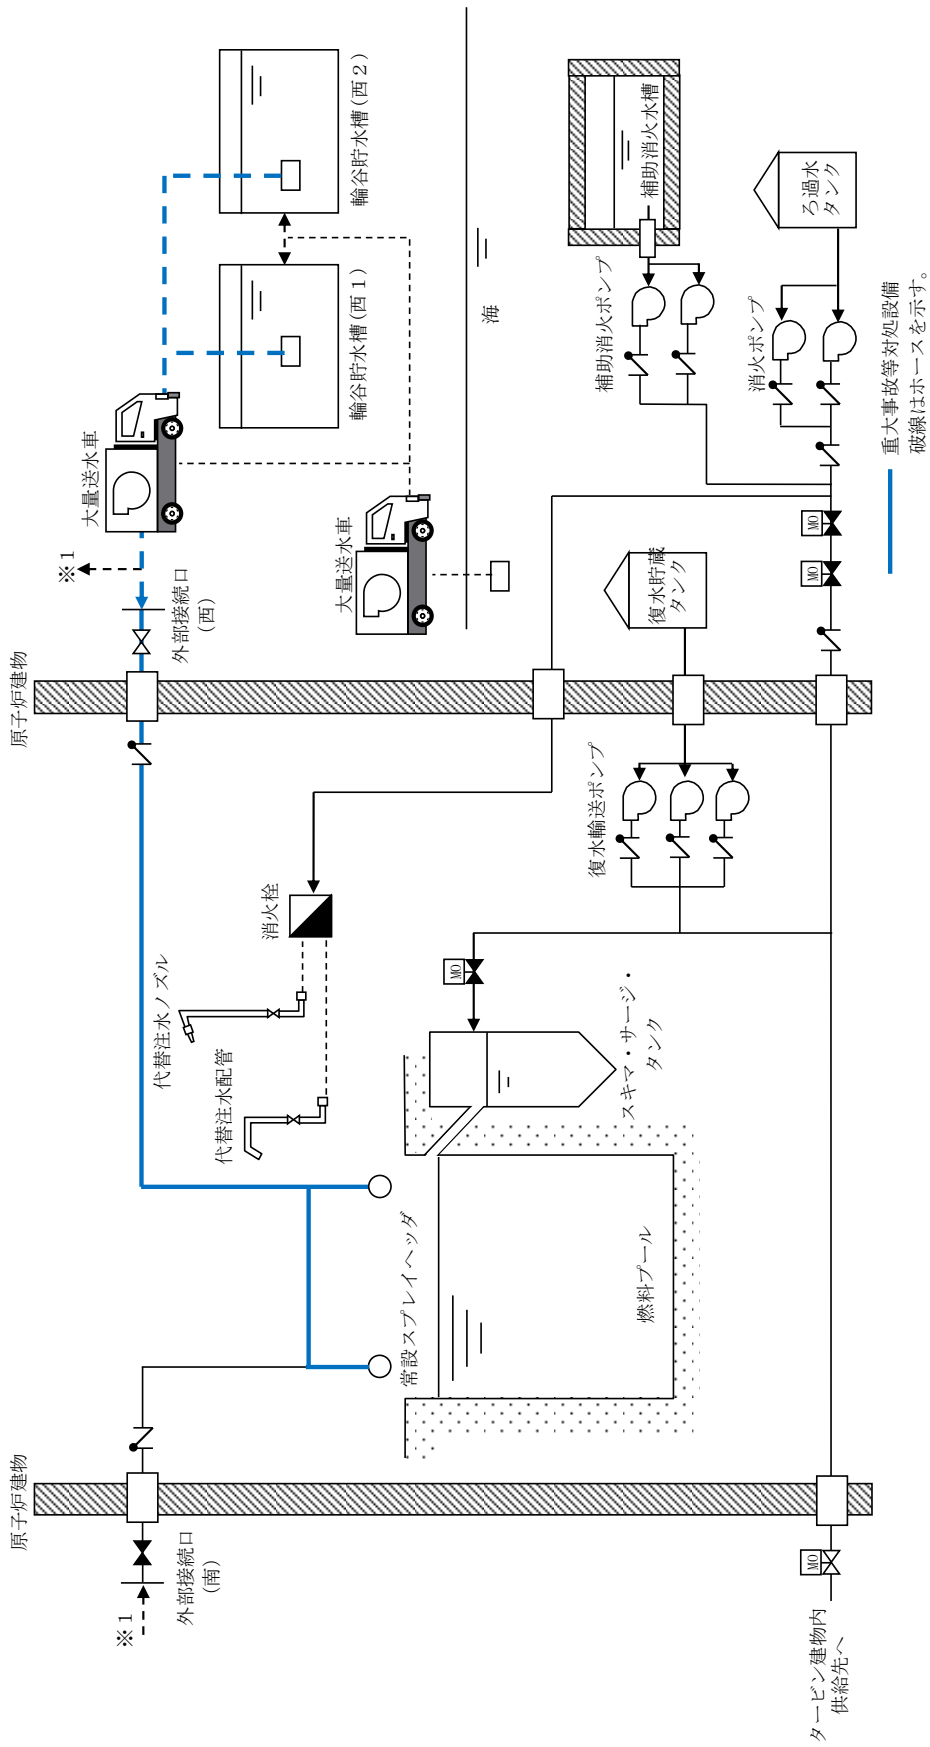 タービン建物内
供給先へ
※1
外部接続口
(南)
原子炉建物
MO
常設スプレイヘッダ
燃料プール
代替注水配管
代替注水ノズル
スキマ・サージ・
タンク
MO
消火栓
復水輸送ポンプ
原子炉建物
外部接続口
(西)
※1
大量送水車
大量送水車
復水貯蔵
タンク
MO
MO
輪谷貯水槽(西1)
輪谷貯水槽(西2)
海
補助消火ポンプ
補助消火水槽
消火ポンプ
ろ過水
タンク
重大事故等対処設備
破線はホースを示す。